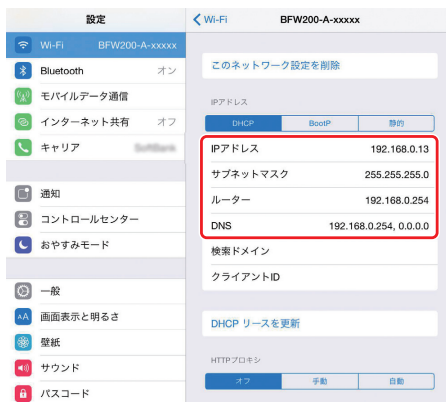 設定
Wi-Fi BFW200-A-xxxxx
Bluetooth オン
モバイルデータ通信
インターネット共有 オフ
キャリア
通知
コントロールセンター
おやすみモード
一般
AA 画面表示と明るさ
壁紙
サウンド
パスコード
Wi-Fi BFW200-A-xxxxx
このネットワーク設定を削除
IPアドレス
DHCP BootP 静的
IPアドレス 192.168.0.13
サブネットマスク 255.255.255.0
ルーター 192.168.0.254
DNS 192.168.0.254, 0.0.0.0
検索ドメイン
クライアントID
DHCP リースを更新
HTTPプロキシ
オフ 手動 自動